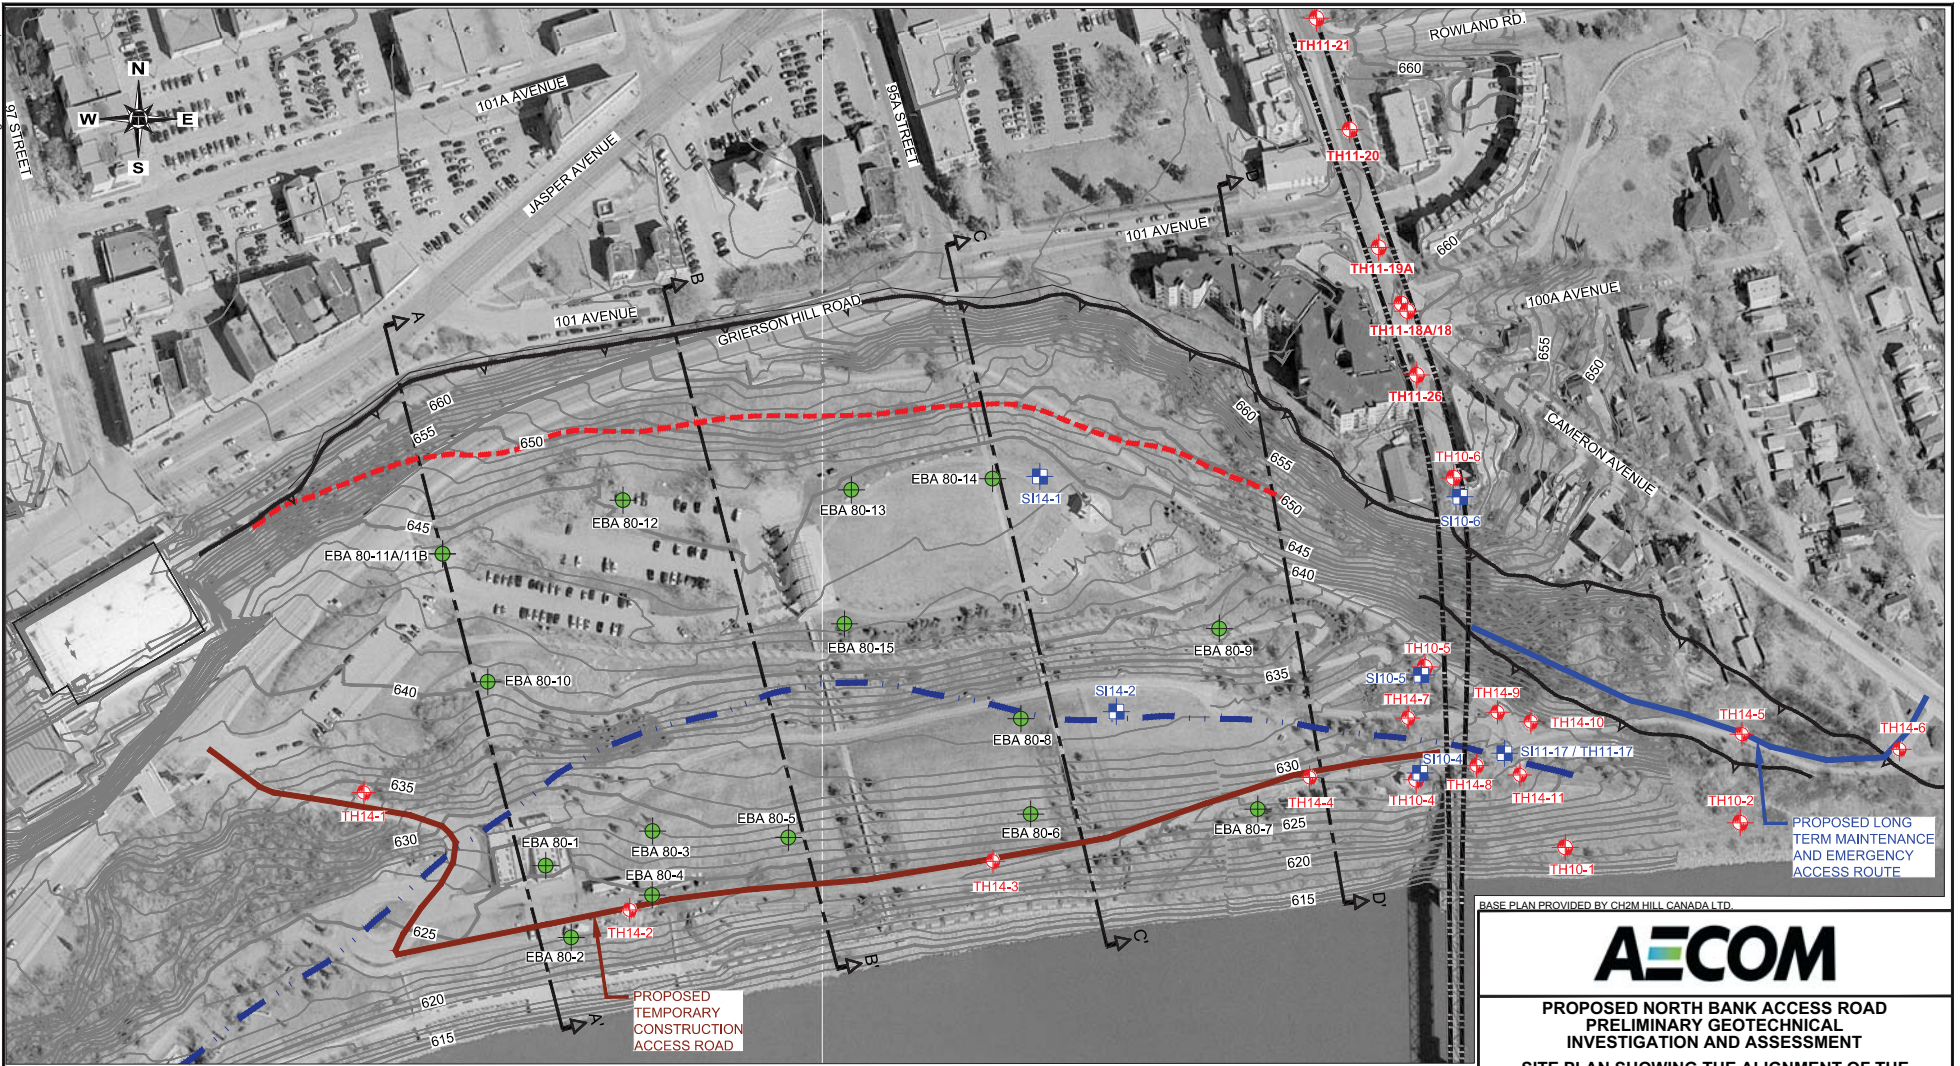 TH11-21
ROWLAND RD.
660
N
W
E
S
97 STREET
101A AVENUE
JASPER AVENUE
95A STREET
TH11-20
D
101 AVENUE
660
C
TH11-19A
B
100A AVENUE
A
101 AVENUE
GRIERSON HILL ROAD
TH11-18A/18
655
650
TH11-26
660
660
CAMERON AVENUE
655
650
655
TH10-6
EBA 80-14
SI14-1
650
EBA 80-13
EBA 80-12
SI10-6
645
645
EBA 80-11A/11B
640
EBA 80-15
EBA 80-9
TH10-5
635
SI10-5
EBA 80-10
640
SI14-2
TH14-7
TH14-9
TH14-10
TH14-5
TH14-6
EBA 80-8
SI11-17 / TH11-17
SI10-4
630
635
TH14-1
TH14-4
TH10-4
TH14-8
TH14-11
TH10-2
EBA 80-5
EBA 80-6
EBA 80-7
625
630
EBA 80-1
EBA 80-3
EBA 80-4
PROPOSED LONG
TERM MAINTENANCE
AND EMERGENCY
ACCESS ROUTE
620
TH10-1
TH14-3
615
D'
625
TH14-2
EBA 80-2
C'
B'
620
PROPOSED
TEMPORARY
CONSTRUCTION
ACCESS ROAD
A'
615
BASE PLAN PROVIDED BY CH2M HILL CANADA LTD.
AECOM
PROPOSED NORTH BANK ACCESS ROAD
PRELIMINARY GEOTECHNICAL
INVESTIGATION AND ASSESSMENT
SITE PLAN SHOWING THE ALIGNMENT OF THE